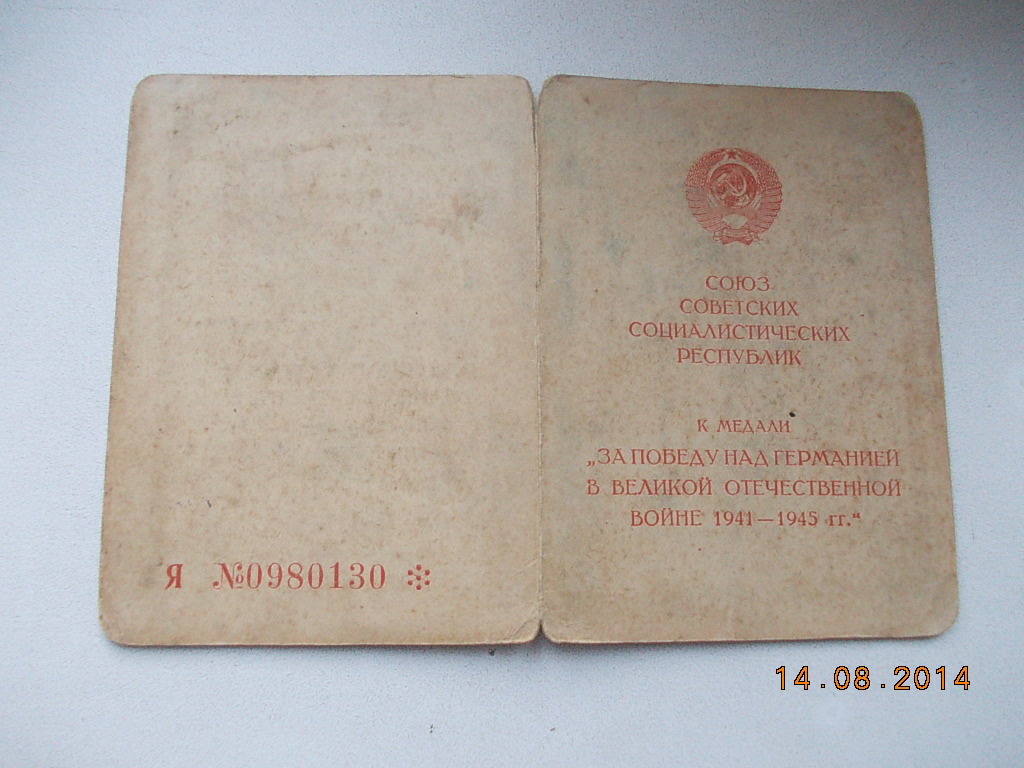 Я №0980130 ✻
СОЮЗ
СОВЕТСКИХ
СОЦИАЛИСТИЧЕСКИХ
РЕСПУБЛИК
К МЕДАЛИ
„ЗА ПОБЕДУ НАД ГЕРМАНИЕЙ
В ВЕЛИКОЙ ОТЕЧЕСТВЕННОЙ
ВОЙНЕ 1941—1945 гг.“
14.08.2014